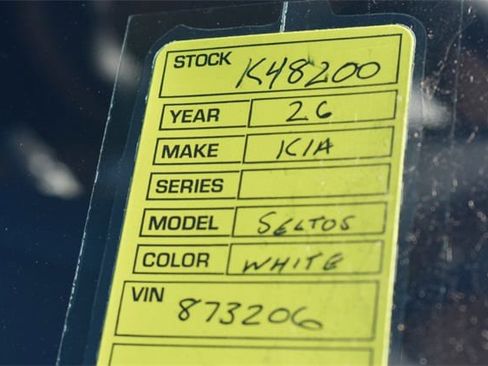 STOCK K48200
YEAR 26
MAKE KIA
SERIES
MODEL SELTOS
COLOR WHITE
VIN 873206